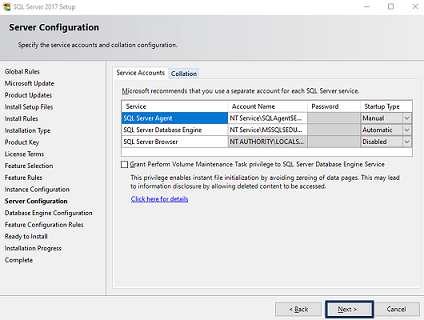 SQL Server 2017 Setup
Server Configuration
Specify the service accounts and collation configuration.
Global Rules
Microsoft Update
Product Updates
Install Setup Files
Install Rules
Installation Type
Product Key
License Terms
Feature Selection
Feature Rules
Instance Configuration
Server Configuration
Database Engine Configuration
Feature Configuration Rules
Ready to Install
Installation Progress
Complete
Service Accounts Collation
Microsoft recommends that you use a separate account for each SQL Server service.
Service Account Name Password Startup Type
SQL Server Agent NT Service\SQLAgent$E... Manual
SQL Server Database Engine NT Service\MSSQL$EDU... Automatic
SQL Server Browser NT AUTHORITY\LOCALS... Disabled
Grant Perform Volume Maintenance Task privilege to SQL Server Database Engine Service
This privilege enables instant file initialization by avoiding zeroing of data pages. This may lead
to information disclosure by allowing deleted content to be accessed.
Click here for details
< Back Next > Cancel